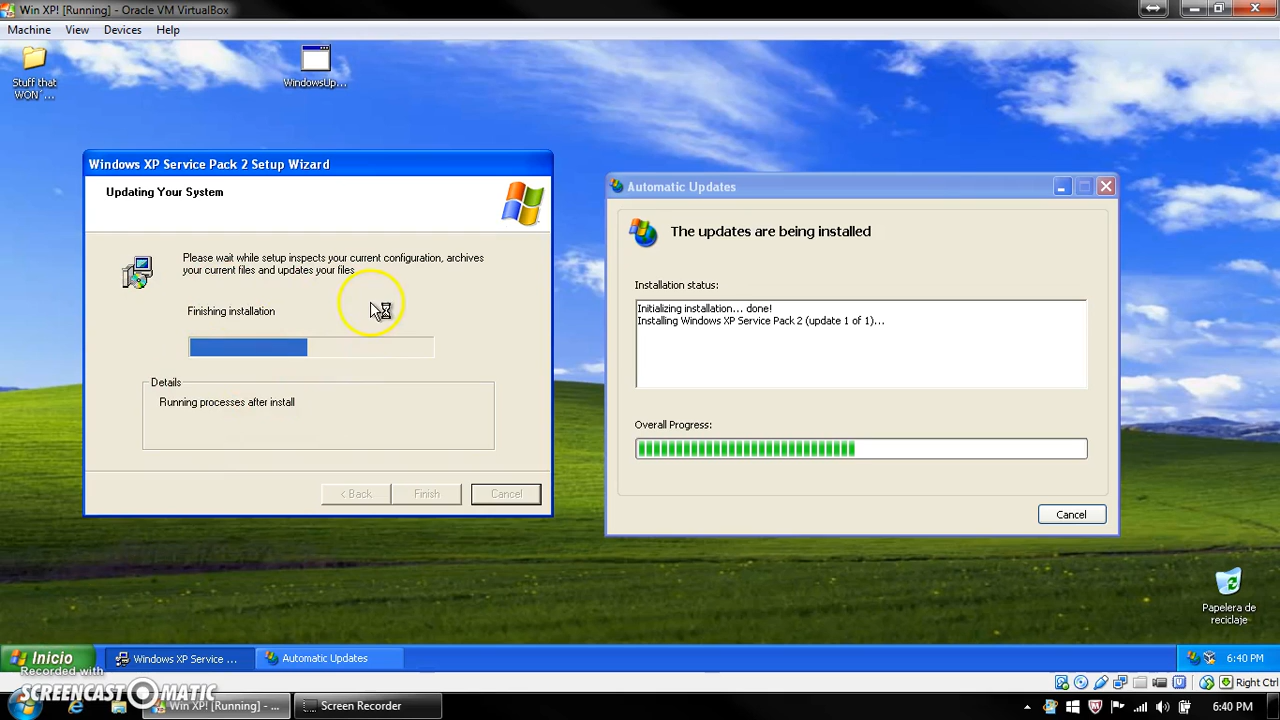 Win XP! [Running] - Oracle VM VirtualBox
Machine View Devices Help
Stuff that
WON˜...
WindowsUp...
Windows XP Service Pack 2 Setup Wizard
Updating Your System
Please wait while setup inspects your current configuration, archives
your current files and updates your files.
Finishing installation
Details
Running processes after install
< Back
Finish
Cancel
Automatic Updates
The updates are being installed
Installation status:
Initializing installation... done!
Installing Windows XP Service Pack 2 (update 1 of 1)...
Overall Progress:
Cancel
Papelera de
reciclaje
Inicio
Windows XP Service ...
Automatic Updates
6:40 PM
Recorded with
SCREENCAST-O-MATIC
Right Ctrl
Win XP! [Running] - ...
Screen Recorder
6:40 PM